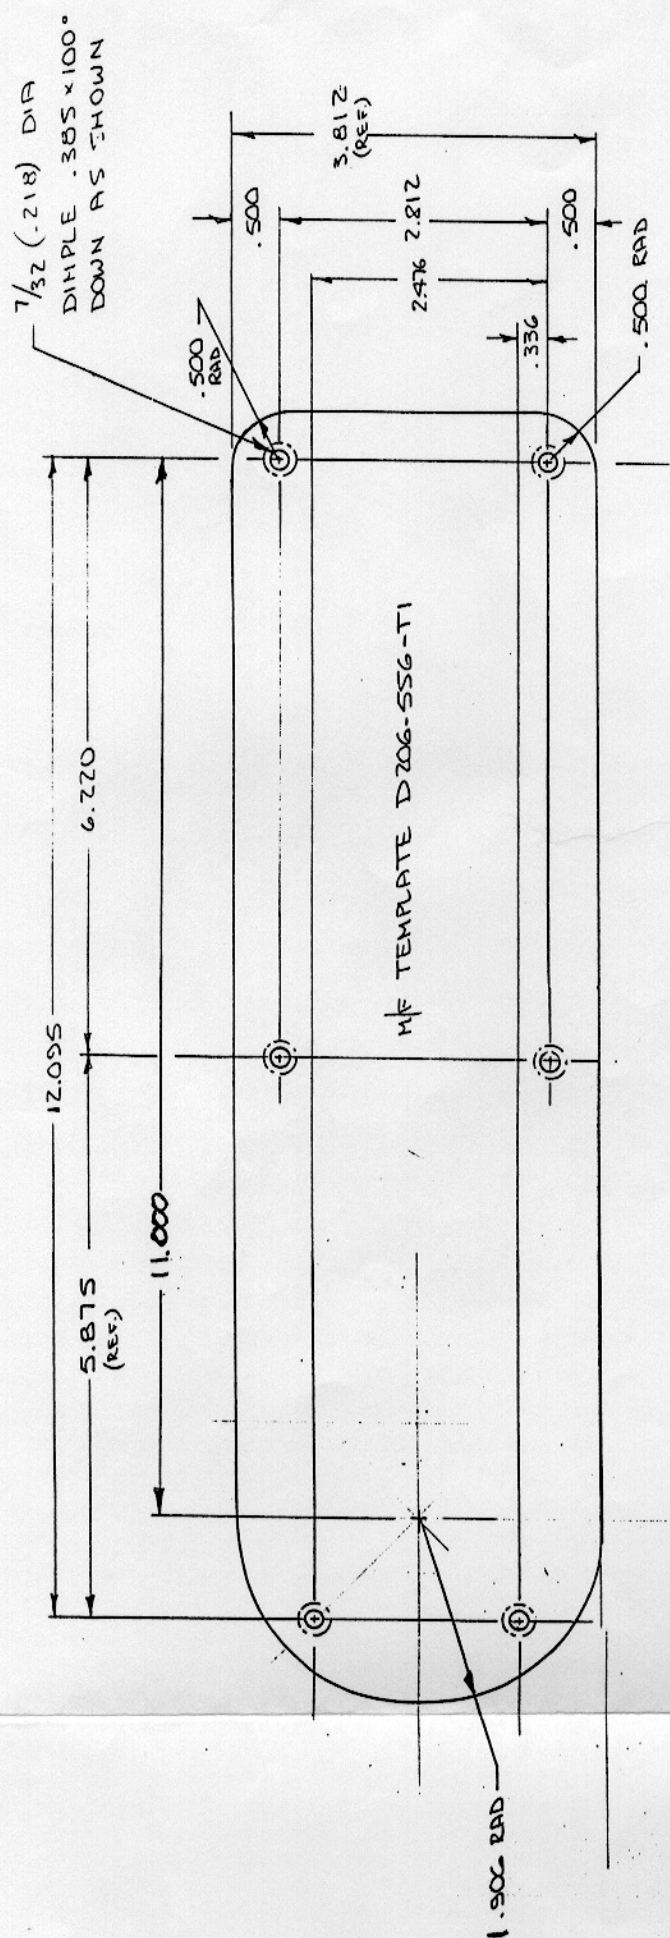 7/32 (.218) DIA
DIMPLE .385 x 100°
DOWN AS SHOWN
12.095
6.220
5.875
(REF.)
11.000
.500
RAD
.500
3.812
(REF.)
2.812
2.476
.336
.500
.500 RAD
M/F TEMPLATE D206-556-T1
1.906 RAD